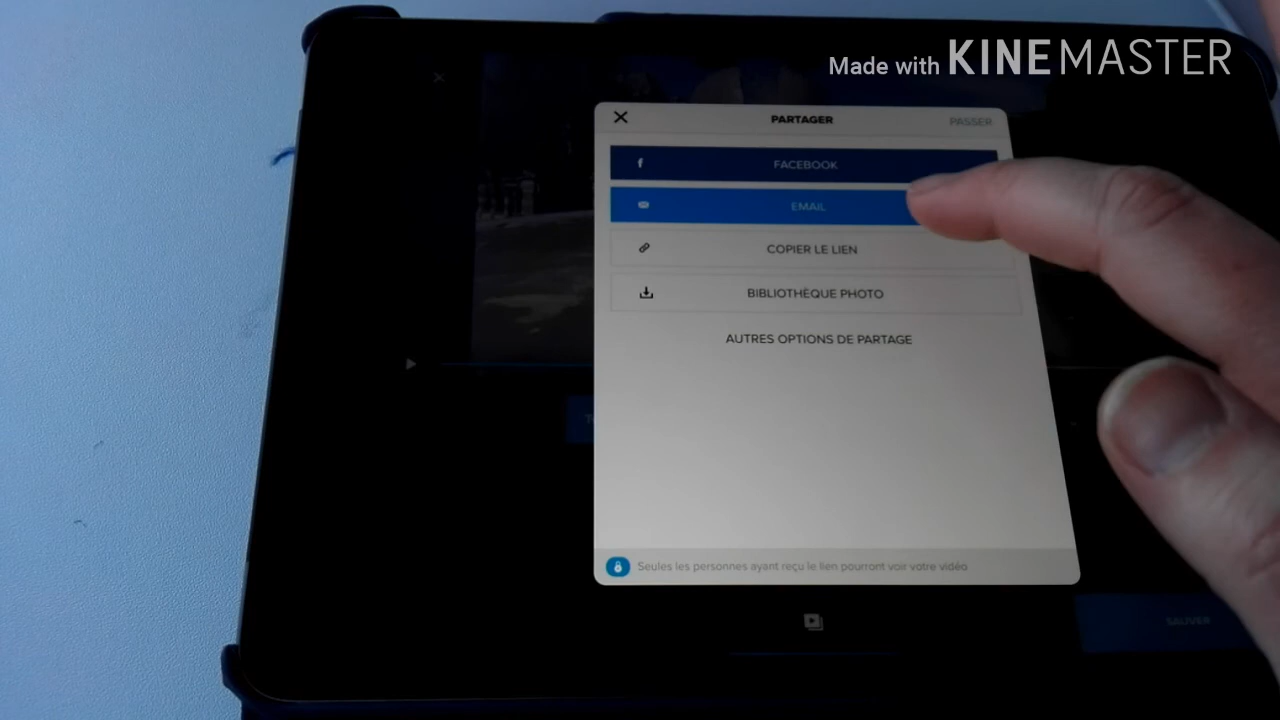 Made with KINEMASTER
PARTAGER
PASSER
FACEBOOK
EMAIL
COPIER LE LIEN
BIBLIOTHÈQUE PHOTO
AUTRES OPTIONS DE PARTAGE
Seules les personnes ayant reçu le lien pourront voir votre vidéo
SAUVER